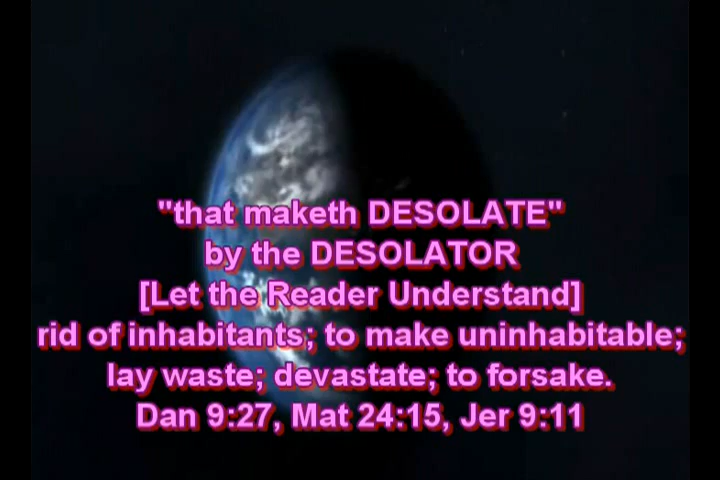 "that maketh DESOLATE"
by the DESOLATOR
[Let the Reader Understand]
rid of inhabitants; to make uninhabitable;
lay waste; devastate; to forsake.
Dan 9:27, Mat 24:15, Jer 9:11